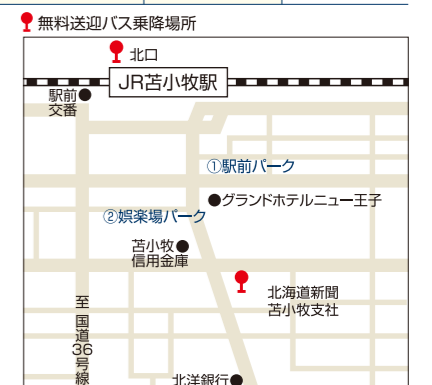 無料送迎バス乗降場所
北口
JR苫小牧駅
駅前
交番
①駅前パーク
●グランドホテルニュー王子
②娯楽場パーク
苫小牧●
信用金庫
北海道新聞
苫小牧支社
至 国道36号線
北洋銀行●